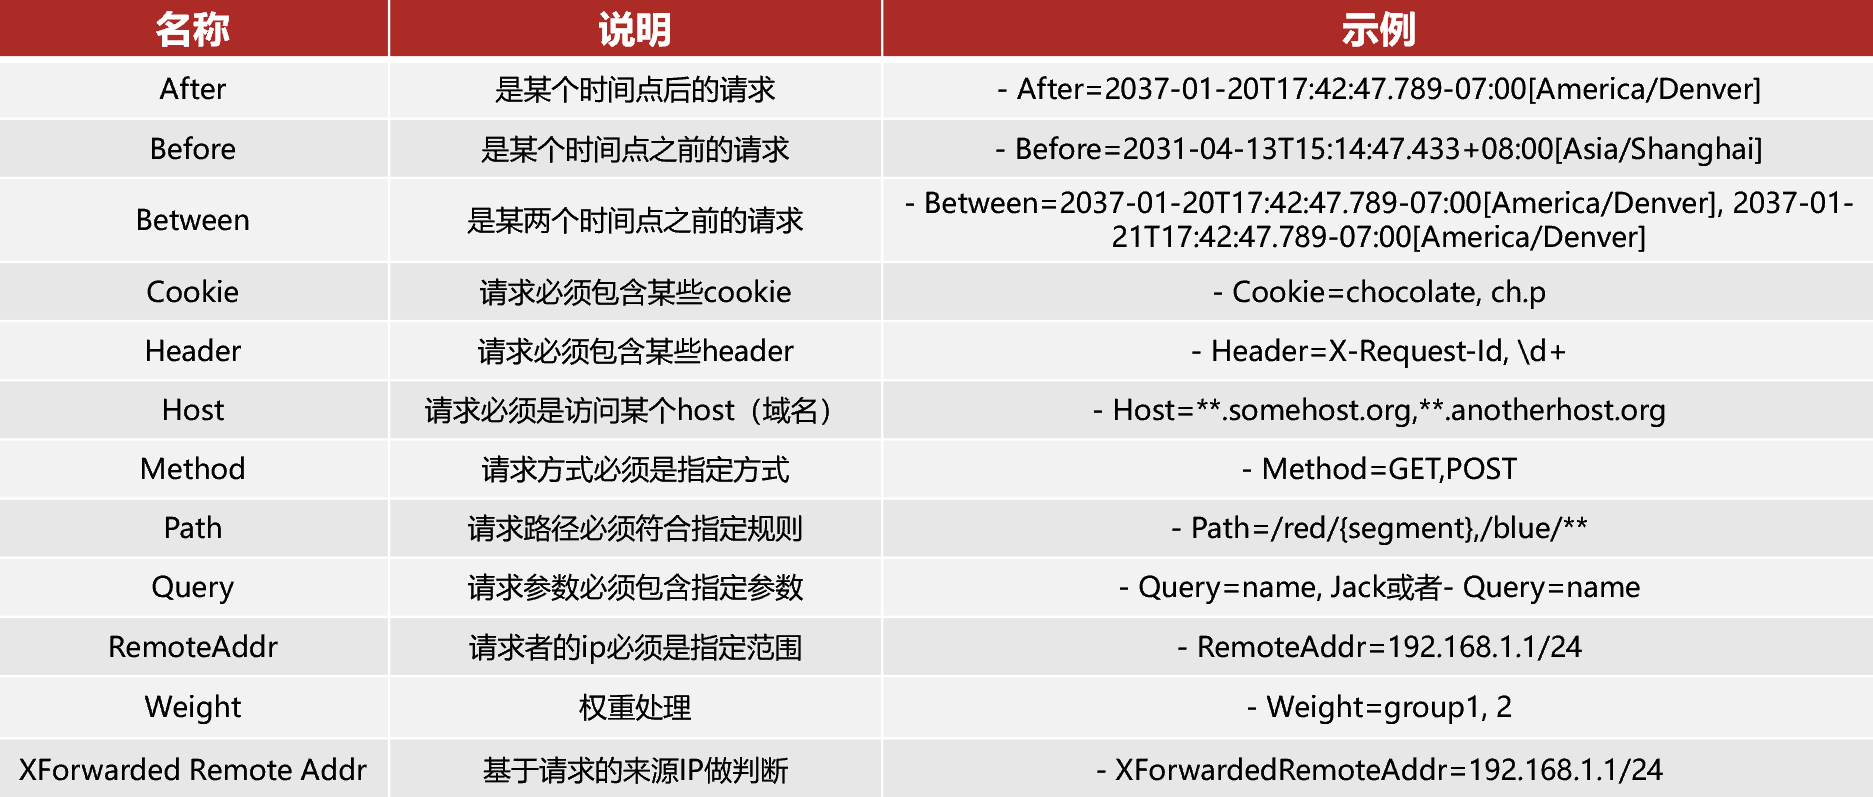 名称 说明 示例
After 是某个时间点后的请求 - After=2037-01-20T17:42:47.789-07:00[America/Denver]
Before 是某个时间点之前的请求 - Before=2031-04-13T15:14:47.433+08:00[Asia/Shanghai]
Between 是某两个时间点之前的请求 - Between=2037-01-20T17:42:47.789-07:00[America/Denver], 2037-01-
21T17:42:47.789-07:00[America/Denver]
Cookie 请求必须包含某些cookie - Cookie=chocolate, ch.p
Header 请求必须包含某些header - Header=X-Request-Id, \d+
Host 请求必须是访问某个host（域名） - Host=**.somehost.org,**.anotherhost.org
Method 请求方式必须是指定方式 - Method=GET,POST
Path 请求路径必须符合指定规则 - Path=/red/{segment},/blue/**
Query 请求参数必须包含指定参数 - Query=name, Jack或者- Query=name
RemoteAddr 请求者的ip必须是指定范围 - RemoteAddr=192.168.1.1/24
Weight 权重处理 - Weight=group1, 2
XForwarded Remote Addr 基于请求的来源IP做判断 - XForwardedRemoteAddr=192.168.1.1/24